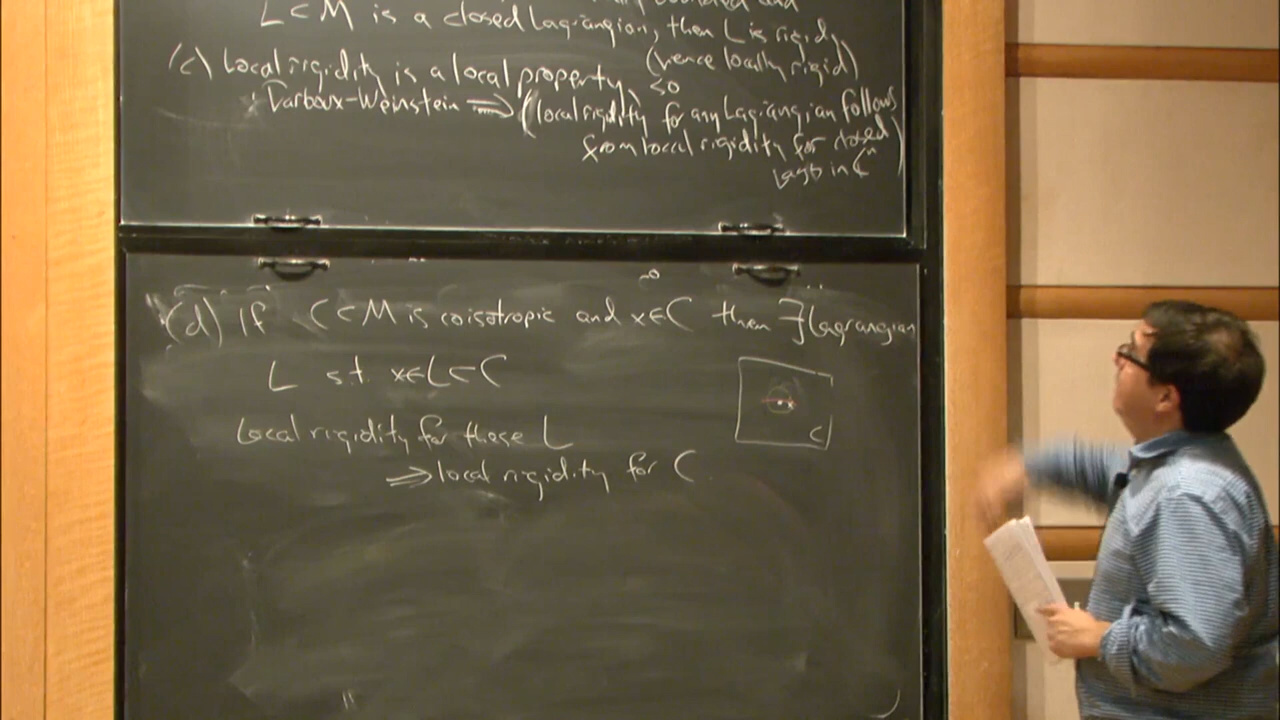 L ⊂ M is a closed Lagrangian, then L is rigid
(hence locally rigid)
(c) Local rigidity is a local property,
so
Darboux-Weinstein ⟹ (local rigidity for any Lagrangian follows
from local rigidity for closed
Lags in ℂⁿ)
(d) If C ⊂ M is coisotropic and x ∈ C then ∃ Lagrangian
L s.t. x ∈ L ⊂ C
Local rigidity for these L
⟹ local rigidity for C
C